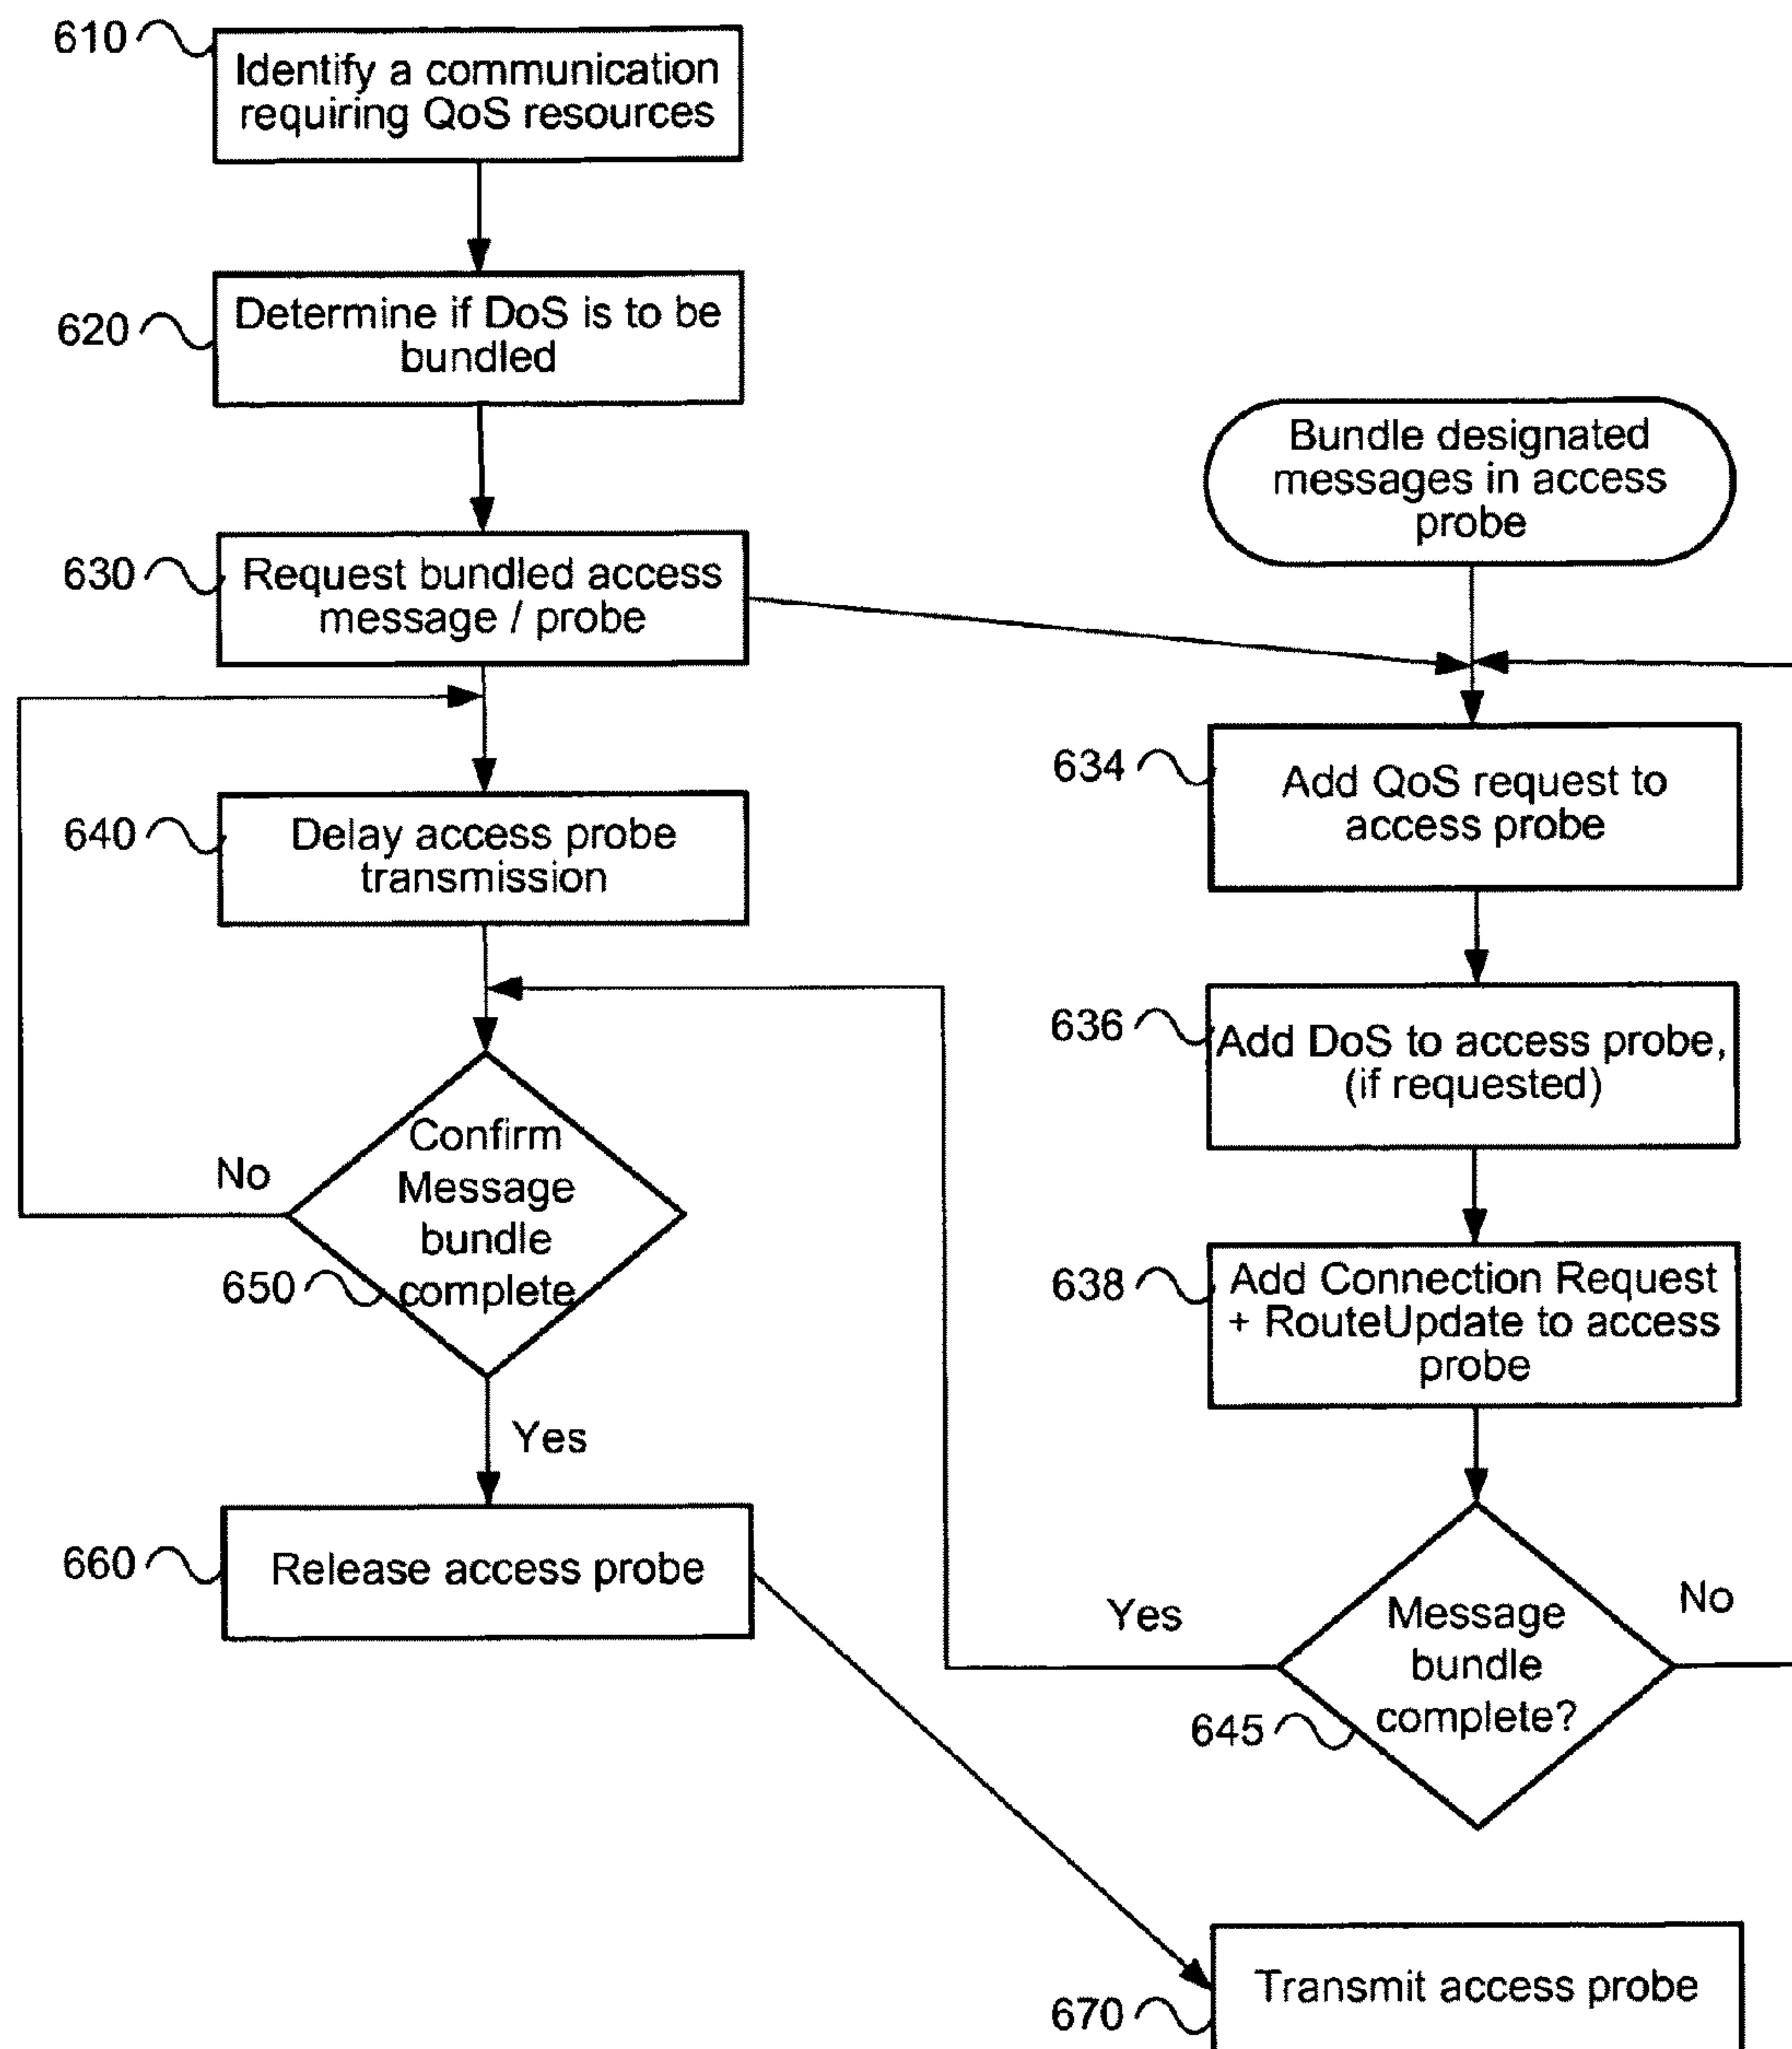 610
Identify a communication
requiring QoS resources
620
Determine if DoS is to be
bundled
Bundle designated
messages in access
probe
630
Request bundled access
message / probe
634
Add QoS request to
access probe
640
Delay access probe
transmission
636
Add DoS to access probe,
(if requested)
Confirm
Message
bundle
complete
No
650
638
Add Connection Request
+ RouteUpdate to access
probe
Yes
660
Release access probe
Yes
Message
bundle
complete?
No
645
Transmit access probe
670